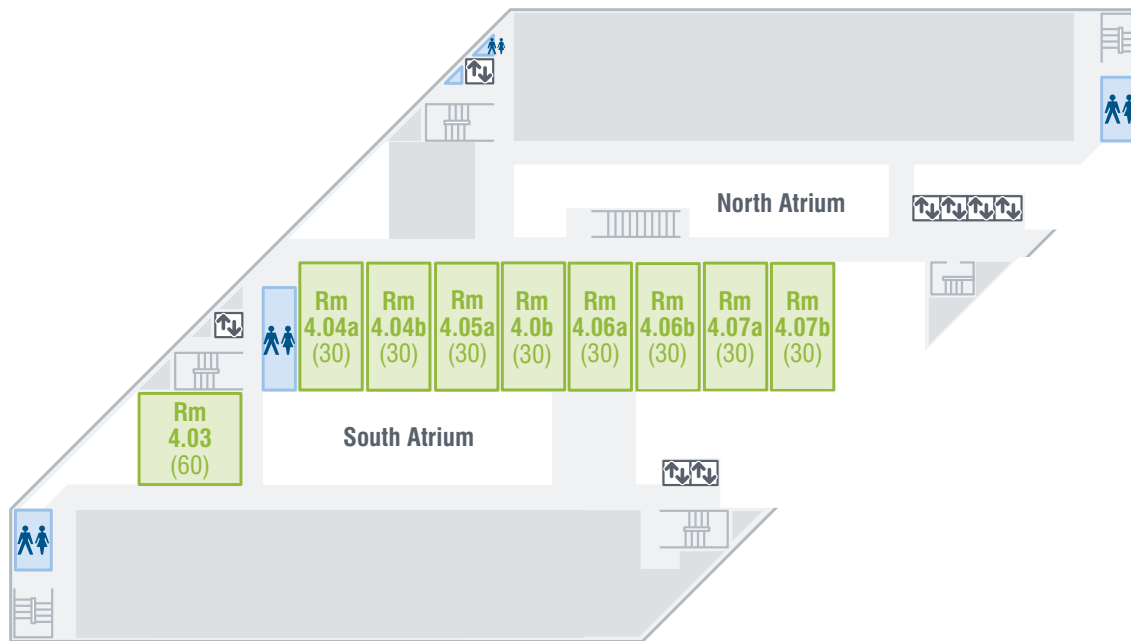 North Atrium
Rm
4.04a
(30)
Rm
4.04b
(30)
Rm
4.05a
(30)
Rm
4.0b
(30)
Rm
4.06a
(30)
Rm
4.06b
(30)
Rm
4.07a
(30)
Rm
4.07b
(30)
Rm
4.03
(60)
South Atrium